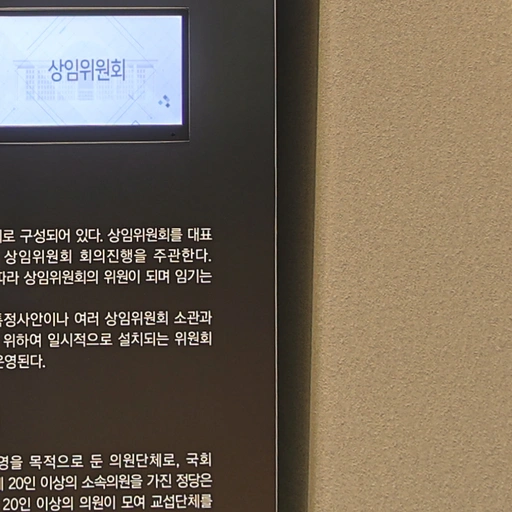 상임위원회
로 구성되어 있다. 상임위원회를 대표
상임위원회 회의진행을 주관한다.
따라 상임위원회의 위원이 되며 임기는
특정사안이나 여러 상임위원회 소관과
위하여 일시적으로 설치되는 위원회
운영된다.
영을 목적으로 둔 의원단체로, 국회
20인 이상의 소속의원을 가진 정당은
20인 이상의 의원이 모여 교섭단체를